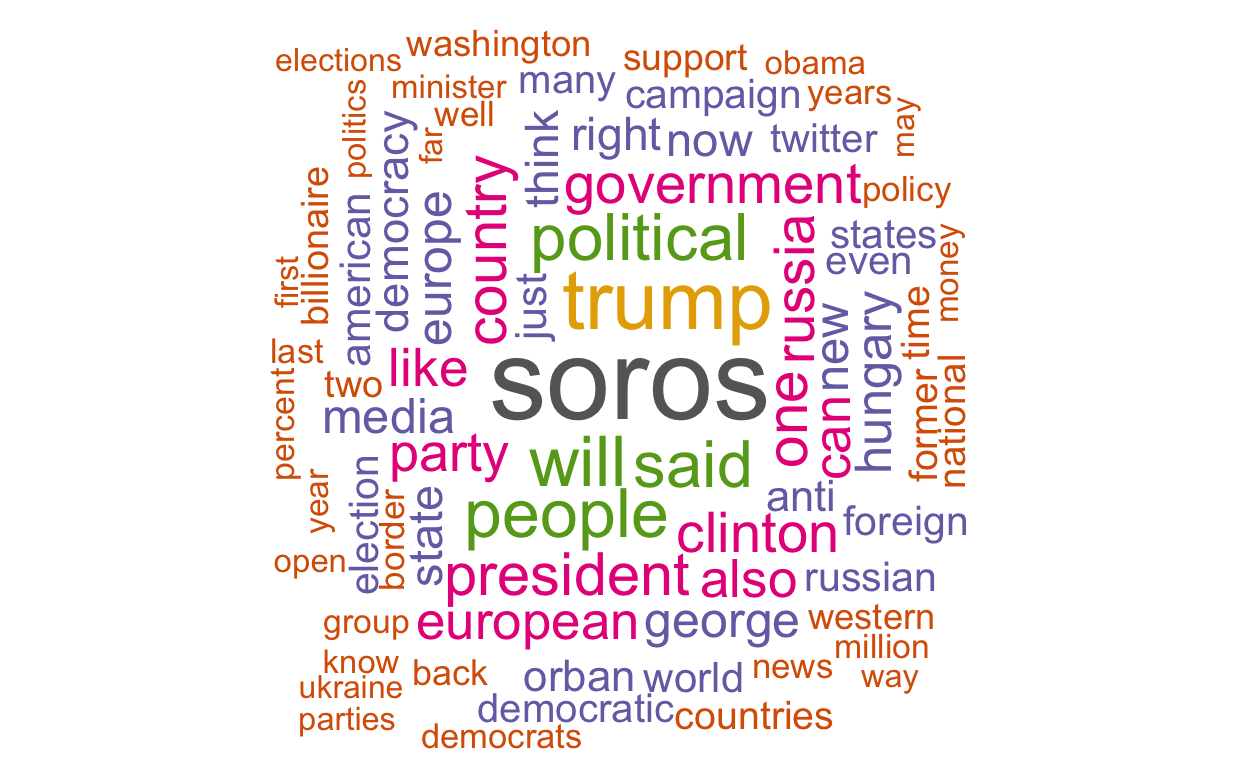 washington
elections
support
obama
minister
many
campaign
years
well
politics
democracy
far
think
right
now
twitter
may
government
policy
billionaire
american
europe
country
political
russia
states
money
even
first
just
trump
new
hungary
time
last
two
like
soros
one
can
former
national
percent
media
party
will
said
year
election
border
state
people
anti
clinton
foreign
open
president
also
russian
group
european
george
western
know
million
ukraine
back
orban
world
news
way
parties
democratic
countries
democrats